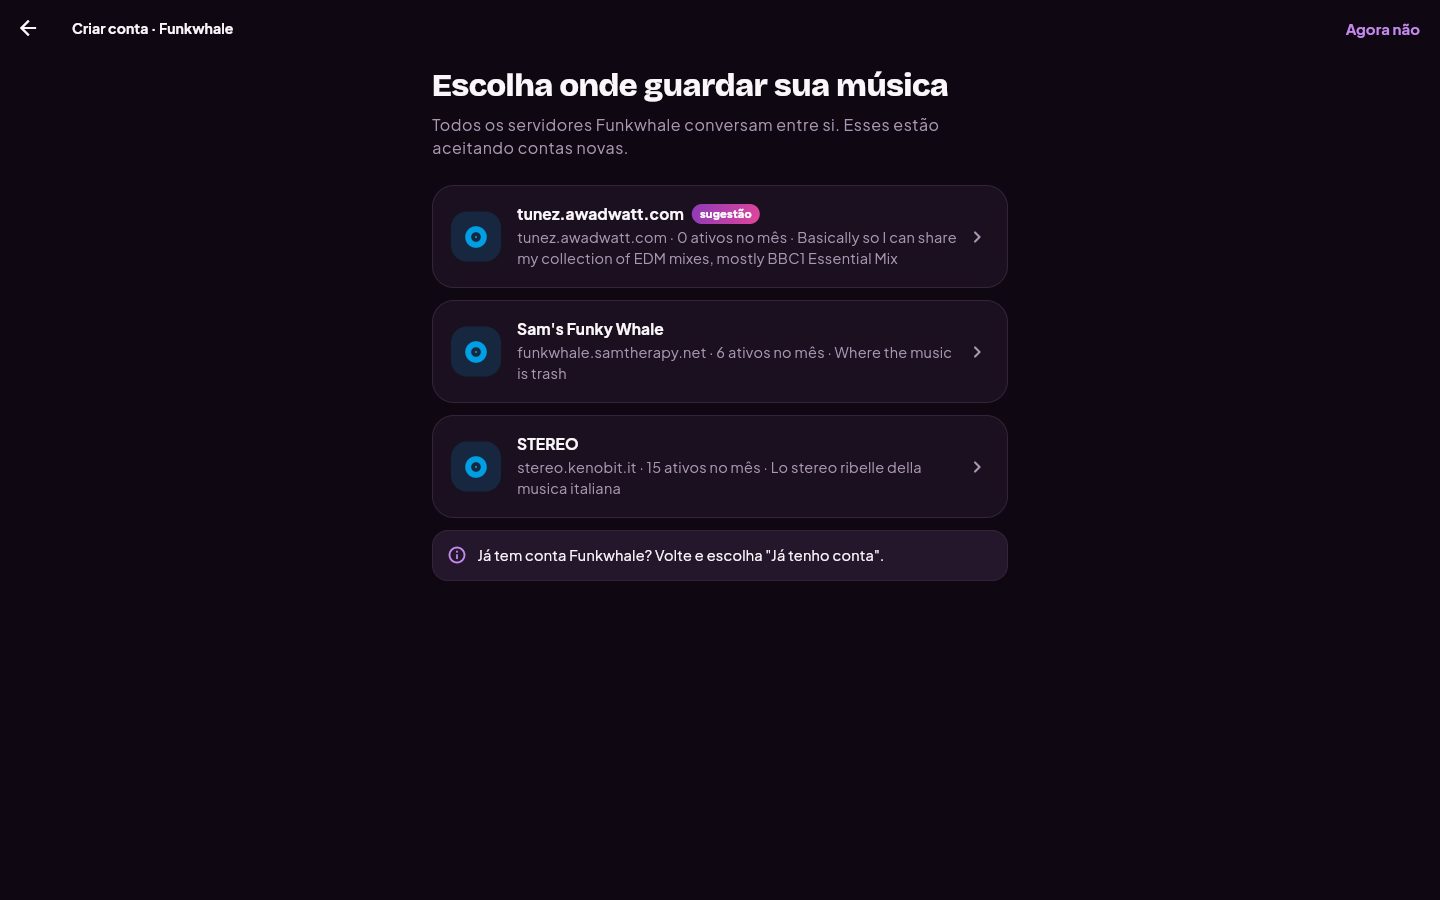 Criar conta · Funkwhale
Agora não
Escolha onde guardar sua música
Todos os servidores Funkwhale conversam entre si. Esses estão
aceitando contas novas.
tunez.awadwatt.com sugestão
tunez.awadwatt.com · 0 ativos no mês · Basically so I can share
my collection of EDM mixes, mostly BBC1 Essential Mix
Sam's Funky Whale
funkwhale.samtherapy.net · 6 ativos no mês · Where the music
is trash
STEREO
stereo.kenobit.it · 15 ativos no mês · Lo stereo ribelle della
musica italiana
Já tem conta Funkwhale? Volte e escolha "Já tenho conta".